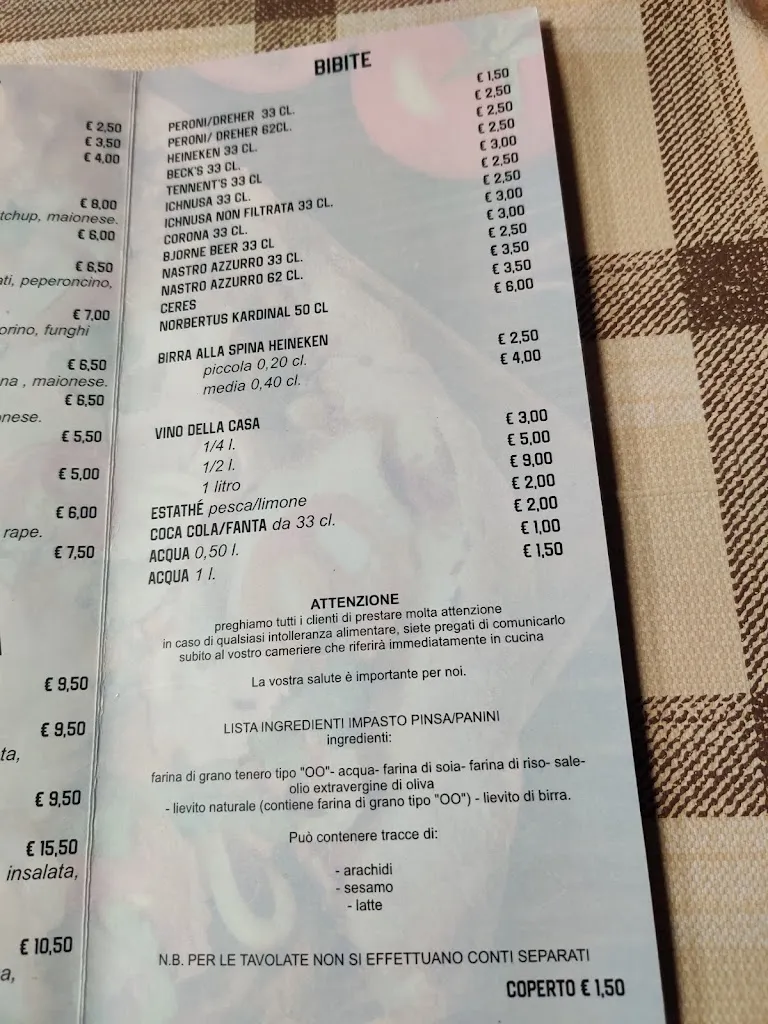 € 2,50
€ 3,50
€ 4,00
€ 8,00
tchup, maionese.
€ 6,00
€ 6,50
ati, peperoncino,
€ 7,00
orino, funghi
€ 6,50
na , maionese.
€ 6,50
onese.
€ 5,50
€ 5,00
€ 6,00
rape.
€ 7,50
€ 9,50
€ 9,50
ta,
€ 9,50
€ 15,50
insalata,
€ 10,50
a,
BIBITE
PERONI/DREHER 33 CL. € 1,50
PERONI/ DREHER 62CL. € 2,50
HEINEKEN 33 CL. € 2,50
BECK'S 33 CL. € 2,50
TENNENT'S 33 CL € 3,00
ICHNUSA 33 CL. € 2,50
ICHNUSA NON FILTRATA 33 CL. € 2,50
CORONA 33 CL. € 3,00
BJORNE BEER 33 CL € 3,00
NASTRO AZZURRO 33 CL. € 2,50
NASTRO AZZURRO 62 CL. € 3,50
CERES € 3,50
NORBERTUS KARDINAL 50 CL € 6,00
BIRRA ALLA SPINA HEINEKEN
piccola 0,20 cl. € 2,50
media 0,40 cl. € 4,00
VINO DELLA CASA
1/4 l. € 3,00
1/2 l. € 5,00
1 litro € 9,00
ESTATHÉ pesca/limone € 2,00
COCA COLA/FANTA da 33 cl. € 2,00
ACQUA 0,50 l. € 1,00
ACQUA 1 l. € 1,50
ATTENZIONE
preghiamo tutti i clienti di prestare molta attenzione
in caso di qualsiasi intolleranza alimentare, siete pregati di comunicarlo
subito al vostro cameriere che riferirà immediatamente in cucina
La vostra salute è importante per noi.
LISTA INGREDIENTI IMPASTO PINSA/PANINI
ingredienti:
farina di grano tenero tipo "OO"- acqua- farina di soia- farina di riso- sale-
olio extravergine di oliva
- lievito naturale (contiene farina di grano tipo "OO") - lievito di birra.
Può contenere tracce di:
- arachidi
- sesamo
- latte
N.B. PER LE TAVOLATE NON SI EFFETTUANO CONTI SEPARATI
COPERTO € 1,50